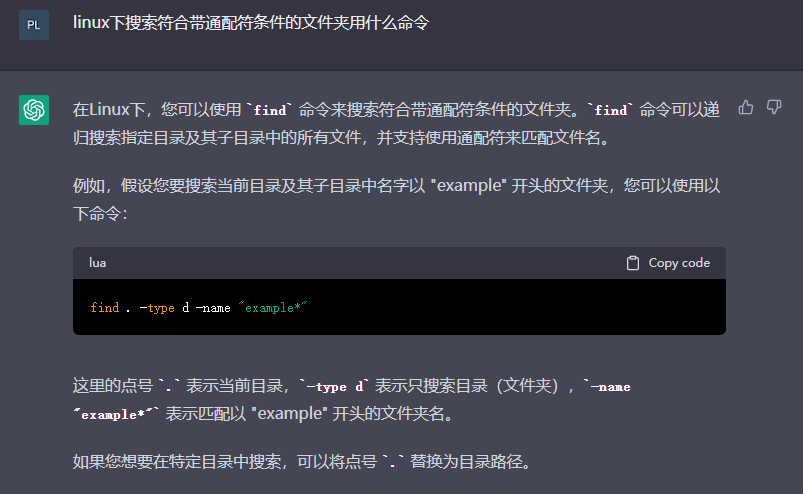 PL
linux下搜索符合带通配符条件的文件夹用什么命令
在Linux下，您可以使用 `find` 命令来搜索符合带通配符条件的文件夹。`find` 命令可以递
归搜索指定目录及其子目录中的所有文件，并支持使用通配符来匹配文件名。
例如，假设您要搜索当前目录及其子目录中名字以 "example" 开头的文件夹，您可以使用以
下命令：
lua
Copy code
find . -type d -name "example*"
这里的点号 `.` 表示当前目录，`-type d` 表示只搜索目录（文件夹），`-name
"example*"` 表示匹配以 "example" 开头的文件夹名。
如果您想要在特定目录中搜索，可以将点号 `.` 替换为目录路径。